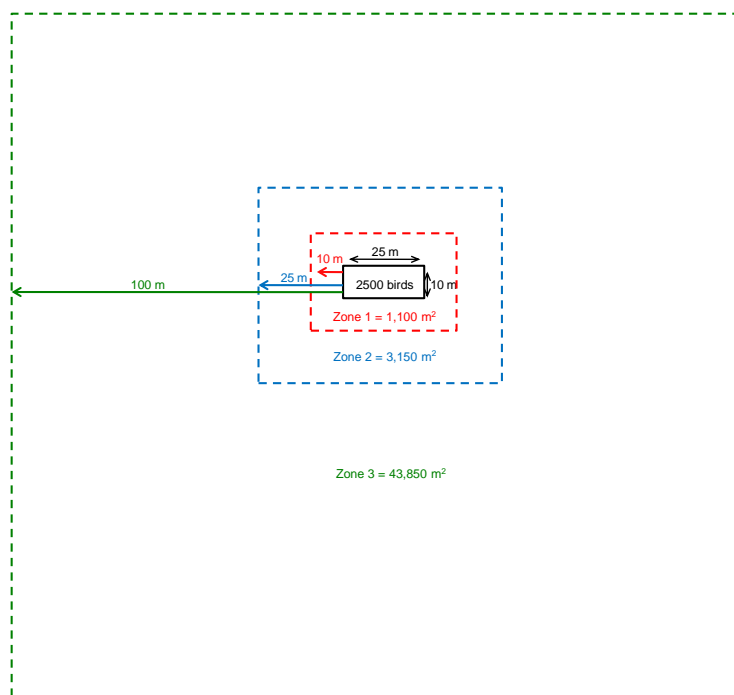 25 m
10 m
25 m
100 m
2500 birds
10 m
Zone 1 = 1,100 m²
Zone 2 = 3,150 m²
Zone 3 = 43,850 m²